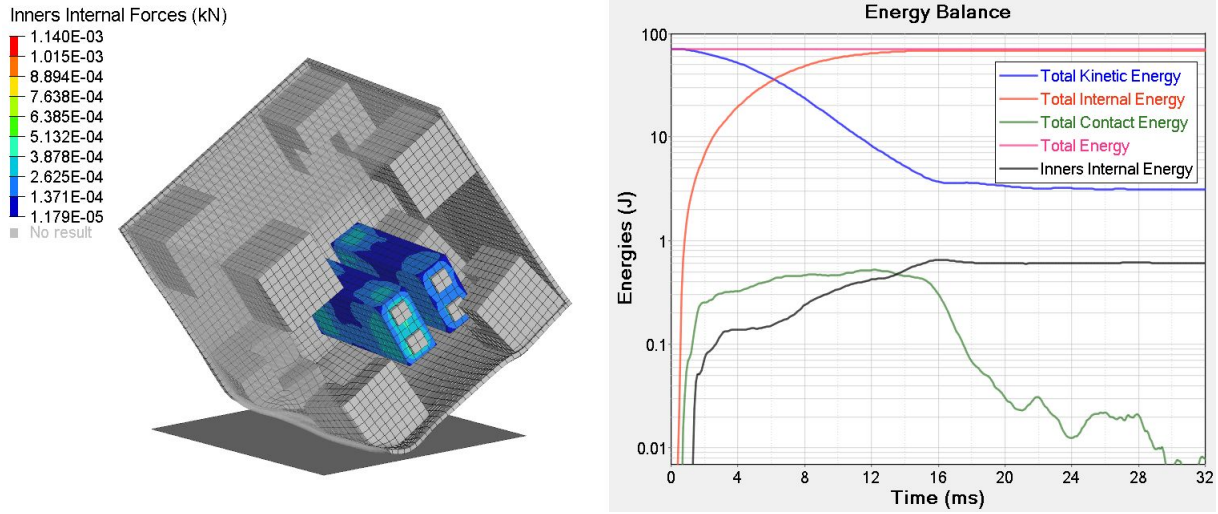 Inners Internal Forces (kN)
1.140E-03
1.015E-03
8.894E-04
7.638E-04
6.385E-04
5.132E-04
3.878E-04
2.625E-04
1.371E-04
1.179E-05
No result
Energy Balance
100
10
1
0.1
0.01
Energies (J)
Total Kinetic Energy
Total Internal Energy
Total Contact Energy
Total Energy
Inners Internal Energy
0 4 8 12 16 20 24 28 32
Time (ms)